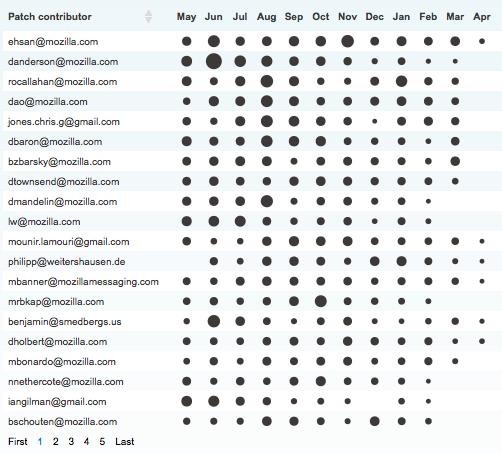 Patch contributor May Jun Jul Aug Sep Oct Nov Dec Jan Feb Mar Apr
ehsan@mozilla.com
danderson@mozilla.com
rocallahan@mozilla.com
dao@mozilla.com
jones.chris.g@gmail.com
dbaron@mozilla.com
bzbarsky@mozilla.com
dtownsend@mozilla.com
dmandelin@mozilla.com
lw@mozilla.com
mounir.lamouri@gmail.com
philipp@weitershausen.de
mbanner@mozillamessaging.com
mrbkap@mozilla.com
benjamin@smedbergs.us
dholbert@mozilla.com
mbonardo@mozilla.com
nnethercote@mozilla.com
iangilman@gmail.com
bschouten@mozilla.com
First 1 2 3 4 5 Last